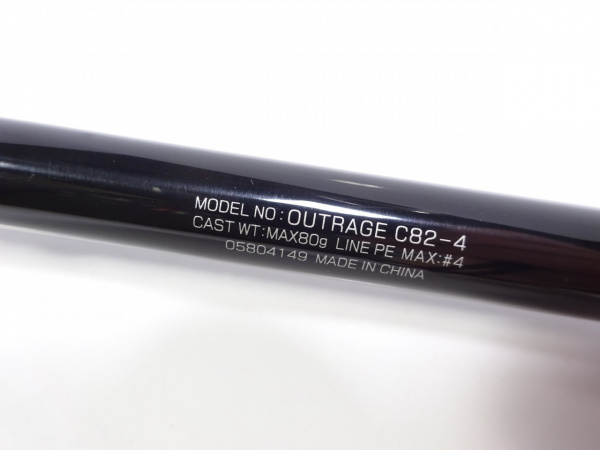 MODEL NO:OUTRAGE C82-4
CAST WT:MAX80g LINE PE MAX:#4
05804149 MADE IN CHINA